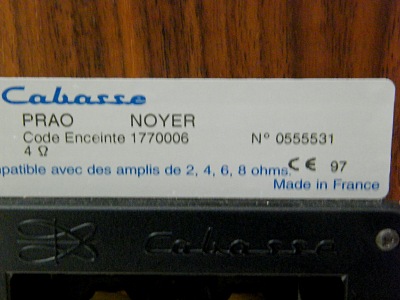 Cabasse
PRAO NOYER
Code Enceinte 1770006 N° 0555531
4 Ω
patible avec des amplis de 2, 4, 6, 8 ohms. CE 97
Made in France
Cabasse